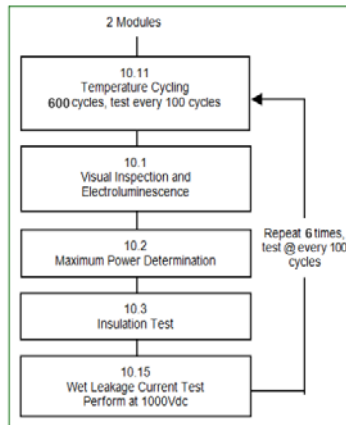 2 Modules
10.11
Temperature Cycling
600 cycles, test every 100 cycles
10.1
Visual Inspection and
Electroluminescence
10.2
Maximum Power Determination
10.3
Insulation Test
10.15
Wet Leakage Current Test
Perform at 1000Vdc
Repeat 6 times,
test @ every 100
cycles